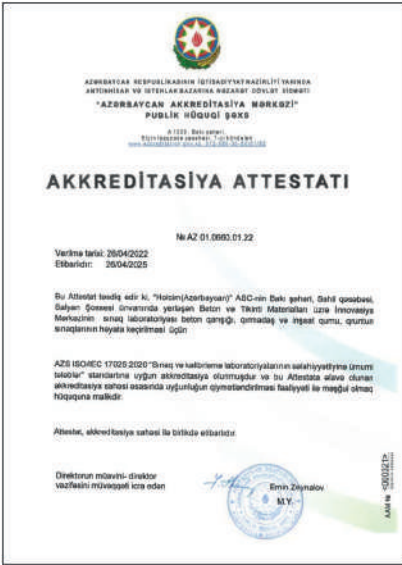 AZƏRBAYCAN RESPUBLİKASININ İQTİSADİYYAT NAZİRLİYİ YANINDA
ANTİİNHİSAR VƏ İSTEHLAK BAZARINA NƏZARƏT DÖVLƏT XİDMƏTİ
"AZƏRBAYCAN AKKREDİTASİYA MƏRKƏZİ"
PUBLİK HÜQUQİ ŞƏXS
AKKREDİTASİYA ATTESTATI
№ AZ 01.0660.01.22
Verilmə tarixi: 26/04/2022
Etibarlıdır: 26/04/2025
Bu Attestat təsdiq edir ki, "Holsim(Azərbaycan)" ASC-nin Bakı şəhəri, Sahil qəsəbəsi,
Salyan Şossesi ünvanında yerləşən Beton və Tikinti Materialları üzrə İnnovasiya
Mərkəzinin sınaq laboratoriyası beton qarışığı, qırmadaş və inşaat qumu, qruntun
sınaqlarının həyata keçirilməsi üçün
AZS ISO/IEC 17025:2020 "Sınaq və kalibrləmə laboratoriyalarının səlahiyyətliyinə ümumi
tələblər" standartına uyğun akkreditasiya olunmuşdur və bu Attestata əlavə olunan
akkreditasiya sahəsi əsasında uyğunluğun qiymətləndirilməsi fəaliyyəti ilə məşğul olmaq
hüququna malikdir.
Attestat, akkreditasiya sahəsi ilə birlikdə etibarlıdır.
Direktorun müavini- direktor
vəzifəsini müvəqqəti icra edən
Emin Zeynalov
M.Y.
AAM № <000321>